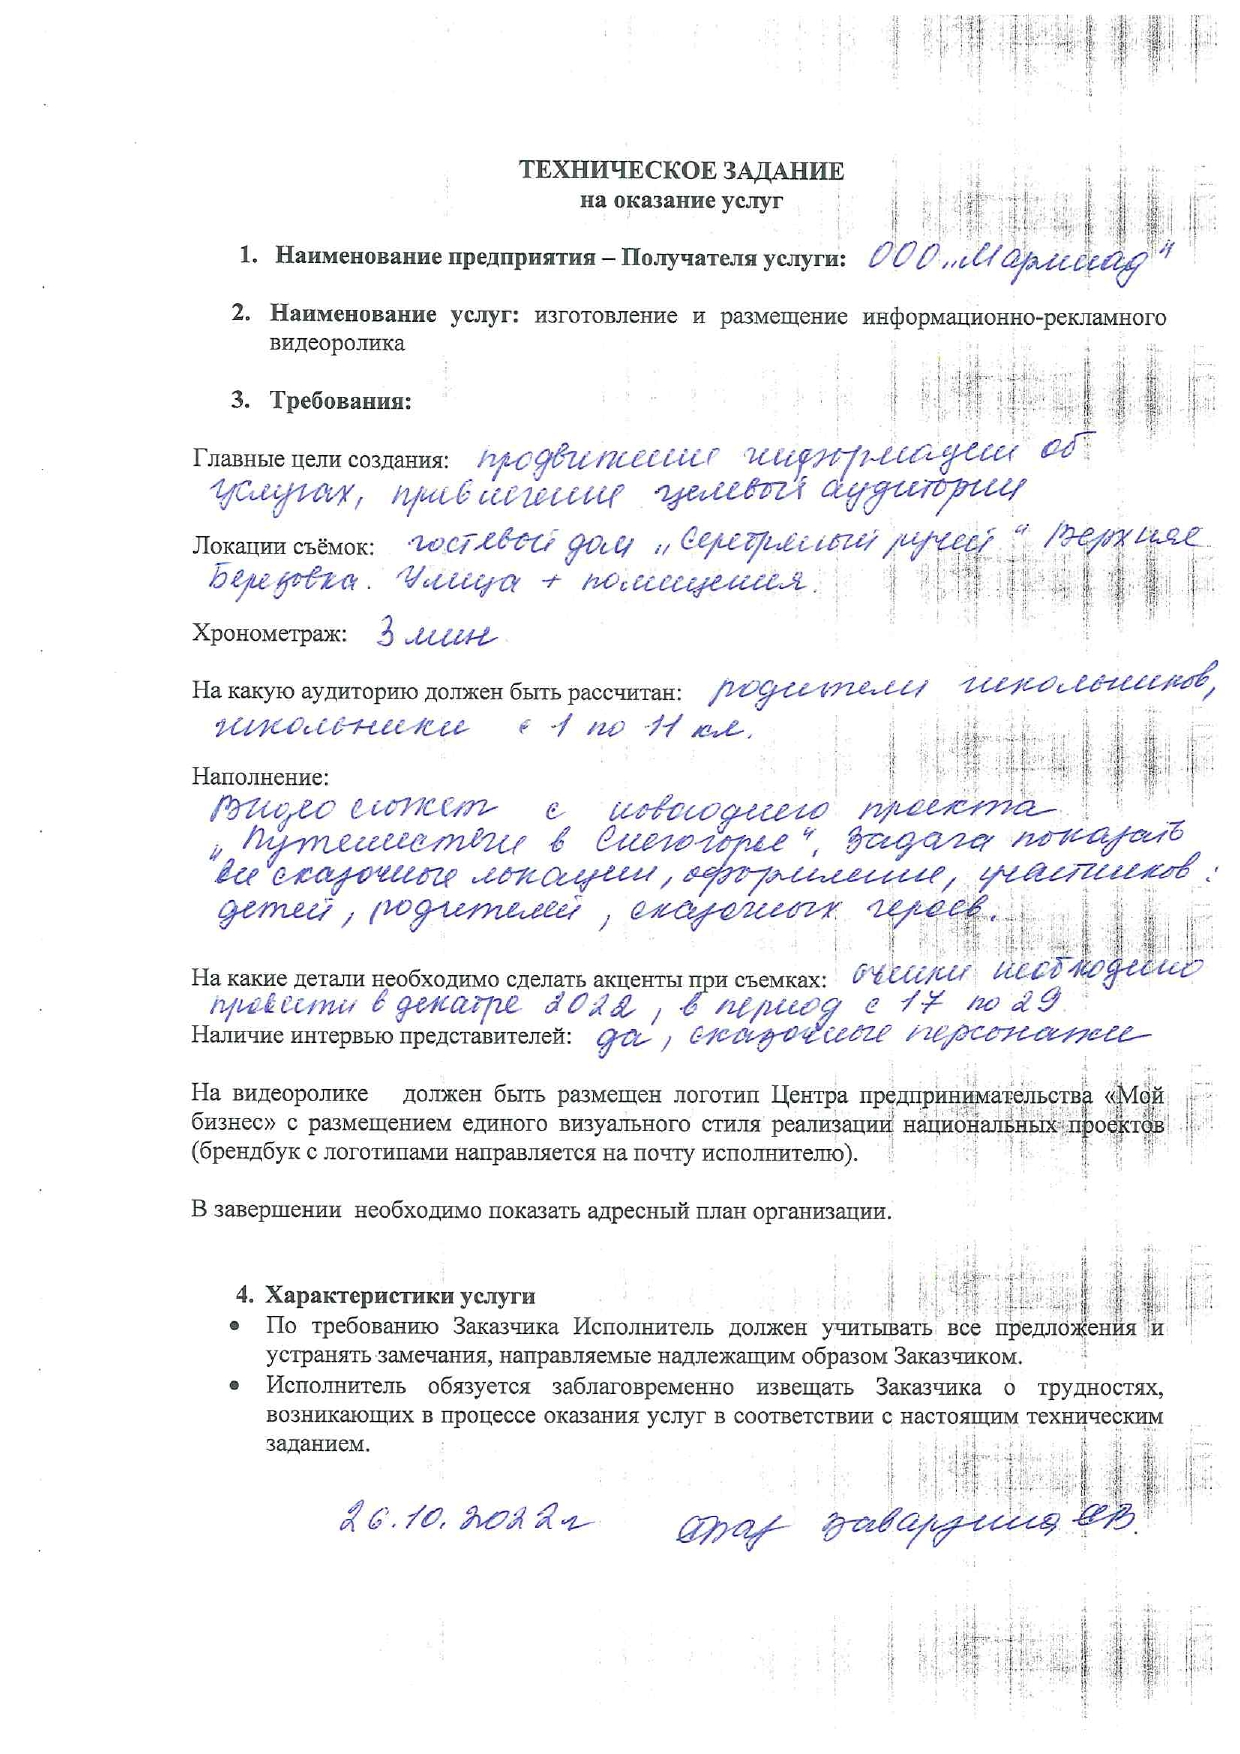 ТЕХНИЧЕСКОЕ ЗАДАНИЕ
на оказание услуг
1. Наименование предприятия – Получателя услуги: ООО „Мармиад"
2. Наименование услуг: изготовление и размещение информационно-рекламного
видеоролика
3. Требования:
Главные цели создания: продвижение информации об
услугах, привлечение целевой аудитории
Локации съёмок: гостевой дом „Серебряный ручей" Верхняя
Березовка. Улица + помещения.
Хронометраж: 3 мин
На какую аудиторию должен быть рассчитан: родители школьников,
школьники с 1 по 11 кл.
Наполнение:
Видео сюжет с новогоднего проекта
„Путешествие в Снегогорье". Задача показать
все сказочные локации, оформление, участников:
детей, родителей, сказочных героев.
На какие детали необходимо сделать акценты при съемках: съемки необходимо
провести в декабре 2022, в период с 17 по 29
Наличие интервью представителей: да, сказочные персонажи
На видеоролике должен быть размещен логотип Центра предпринимательства «Мой
бизнес» с размещением единого визуального стиля реализации национальных проектов
(брендбук с логотипами направляется на почту исполнителю).
В завершении необходимо показать адресный план организации.
4. Характеристики услуги
• По требованию Заказчика Исполнитель должен учитывать все предложения и
устранять замечания, направляемые надлежащим образом Заказчиком.
• Исполнитель обязуется заблаговременно извещать Заказчика о трудностях,
возникающих в процессе оказания услуг в соответствии с настоящим техническим
заданием.
26.10.2022г Завардина